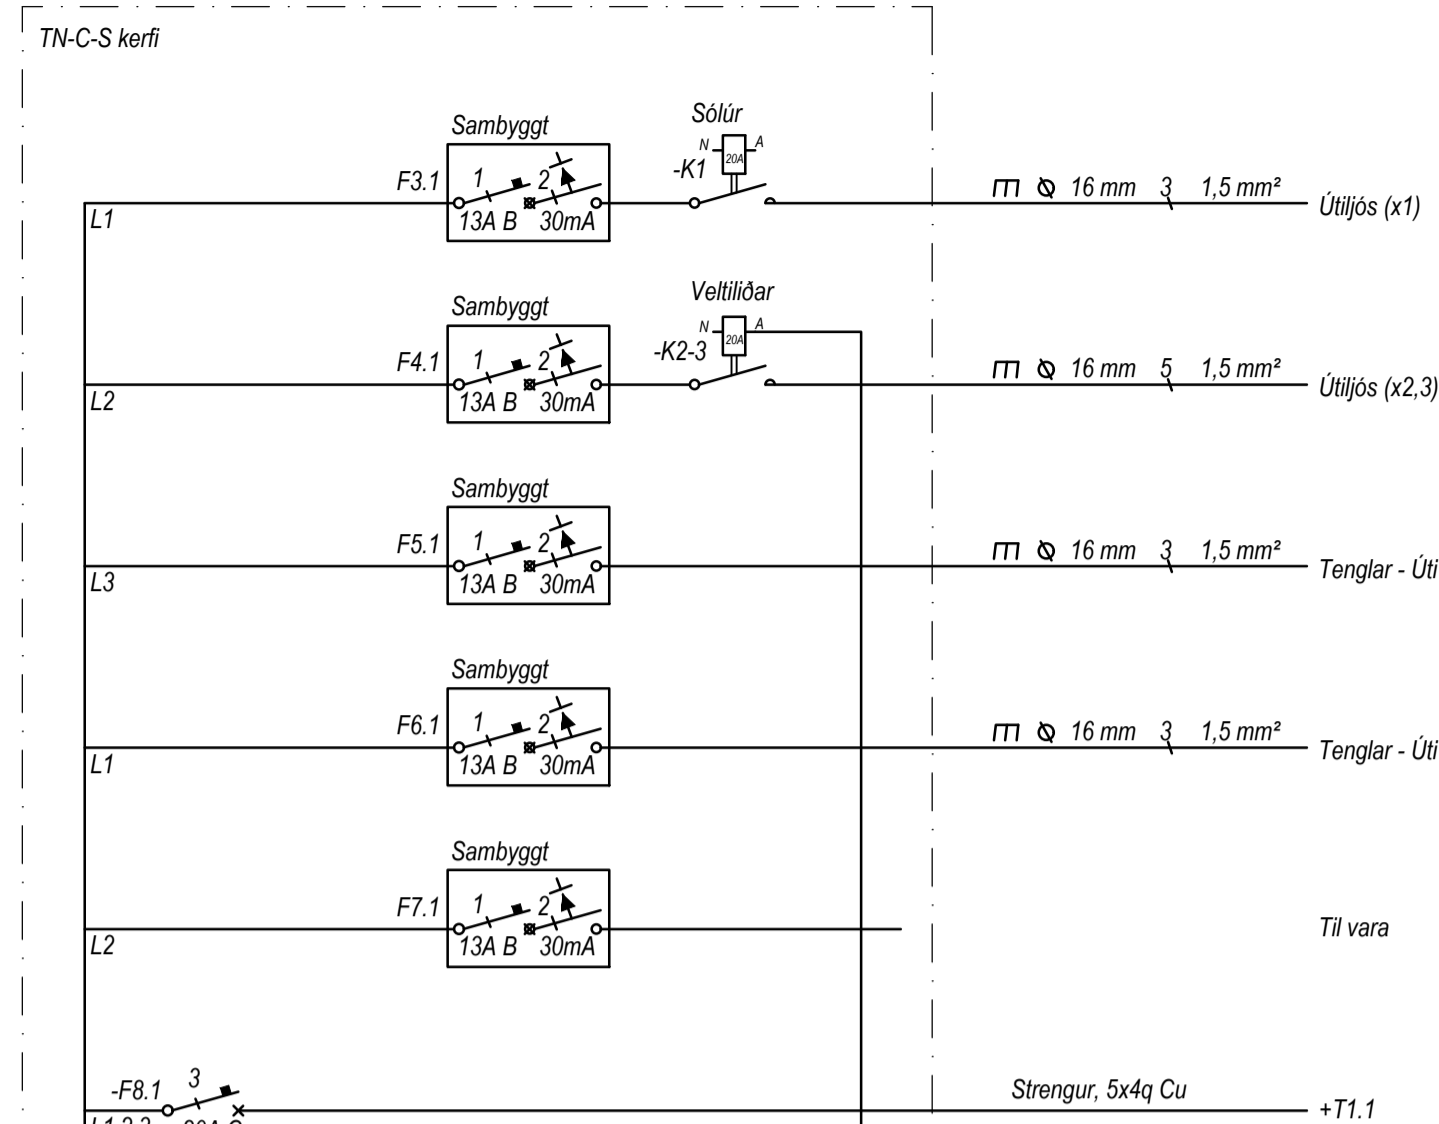 TN-C-S kerfi
Sambyggt
Sólúr
N 20A A
-K1
F3.1 1 2
13A B 30mA
L1
16 mm 3 1,5 mm²
Útiljós (x1)
Sambyggt
Veltiliðar
N 20A A
-K2-3
F4.1 1 2
13A B 30mA
L2
16 mm 5 1,5 mm²
Útiljós (x2,3)
Sambyggt
F5.1 1 2
13A B 30mA
L3
16 mm 3 1,5 mm²
Tenglar - Úti
Sambyggt
F6.1 1 2
13A B 30mA
L1
16 mm 3 1,5 mm²
Tenglar - Úti
Sambyggt
F7.1 1 2
13A B 30mA
L2
Til vara
-F8.1 3
Strengur, 5x4q Cu
+T1.1